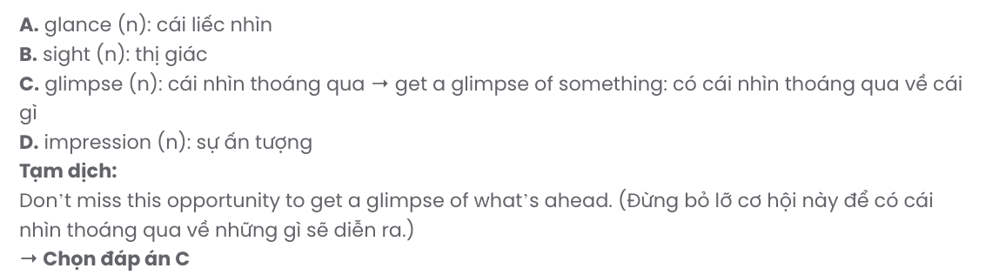 A. glance (n): cái liếc nhìn
B. sight (n): thị giác
C. glimpse (n): cái nhìn thoáng qua → get a glimpse of something: có cái nhìn thoáng qua về cái
gì
D. impression (n): sự ấn tượng
Tạm dịch:
Don’t miss this opportunity to get a glimpse of what’s ahead. (Đừng bỏ lỡ cơ hội này để có cái
nhìn thoáng qua về những gì sẽ diễn ra.)
→ Chọn đáp án C